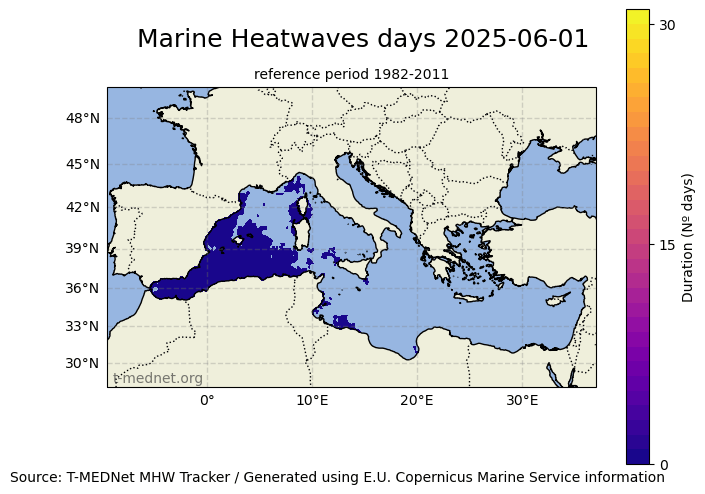 Marine Heatwaves days 2025-06-01
reference period 1982-2011
48°N
45°N
42°N
39°N
36°N
33°N
30°N
t-mednet.org
0°
10°E
20°E
30°E
30
15
0
Duration (Nº days)
Source: T-MEDNet MHW Tracker / Generated using E.U. Copernicus Marine Service information